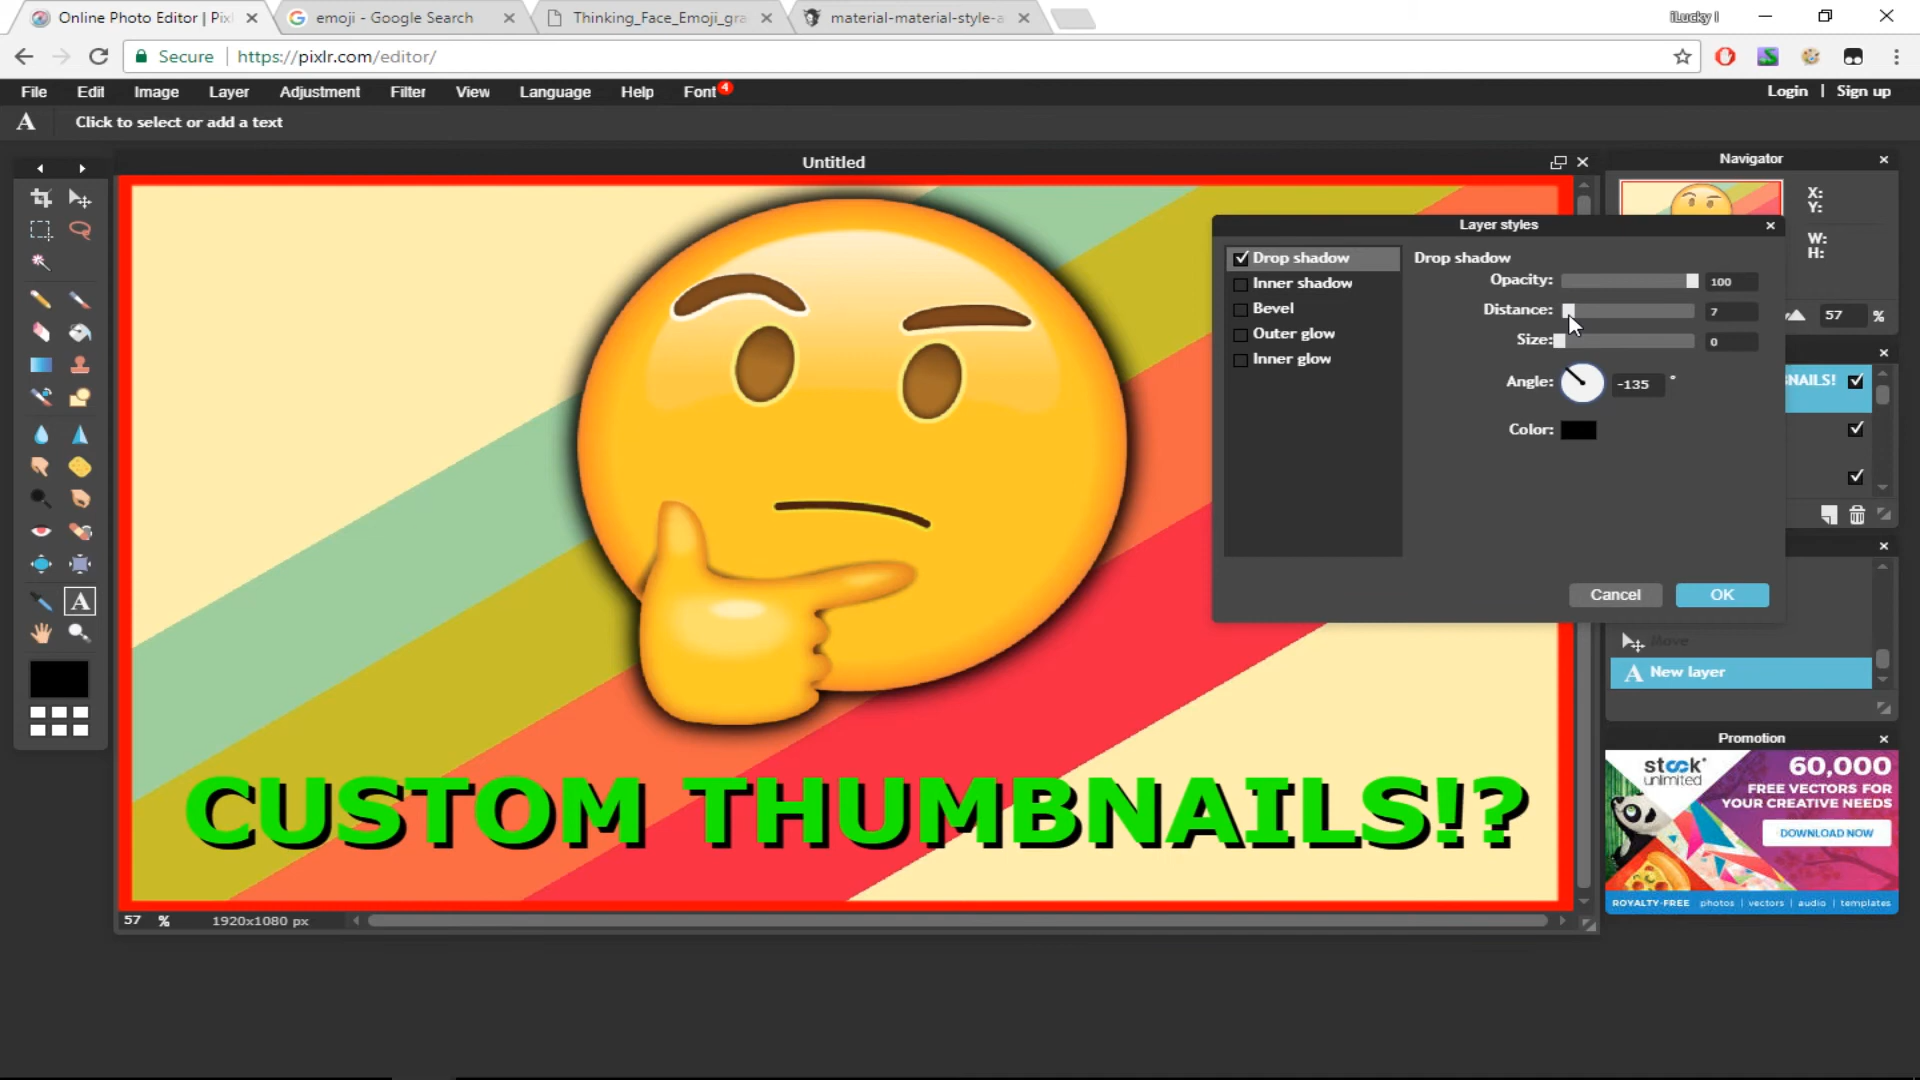 Online Photo Editor | Pixl
emoji - Google Search
Thinking_Face_Emoji_gra
material-material-style-a
iLucky I
Secure
https://pixlr.com/editor/
File Edit Image Layer Adjustment Filter View Language Help Font 4
Login | Sign up
A Click to select or add a text
Untitled
Navigator
X:
Y:
W:
H:
57 %
Layer styles
Drop shadow
Inner shadow
Bevel
Outer glow
Inner glow
Drop shadow
Opacity: 100
Distance: 7
Size: 0
Angle: -135 °
Color:
Cancel OK
NAILS!
Move
A New layer
A
CUSTOM THUMBNAILS!?
57 % 1920x1080 px
Promotion
stock unlimited
60,000
FREE VECTORS FOR
YOUR CREATIVE NEEDS
DOWNLOAD NOW
ROYALTY-FREE photos | vectors | audio | templates